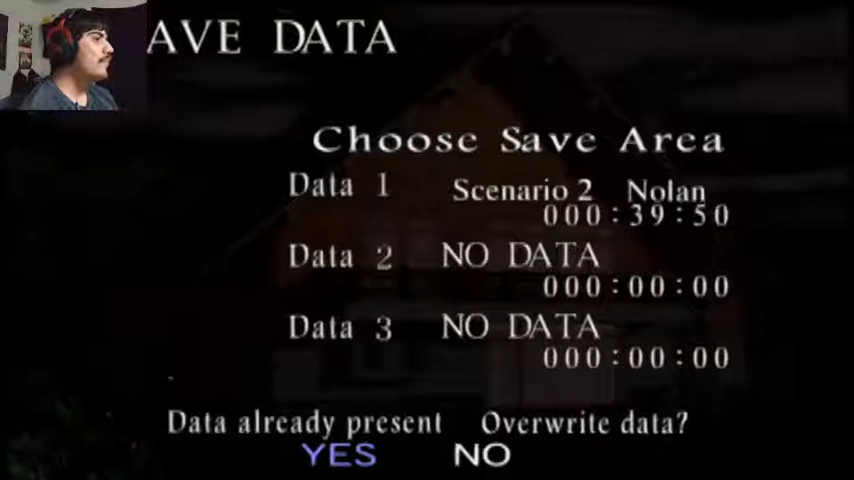 AVE DATA
Choose Save Area
Data 1 Scenario 2 Nolan
000:39:50
Data 2 NO DATA
000:00:00
Data 3 NO DATA
000:00:00
Data already present Overwrite data?
YES NO